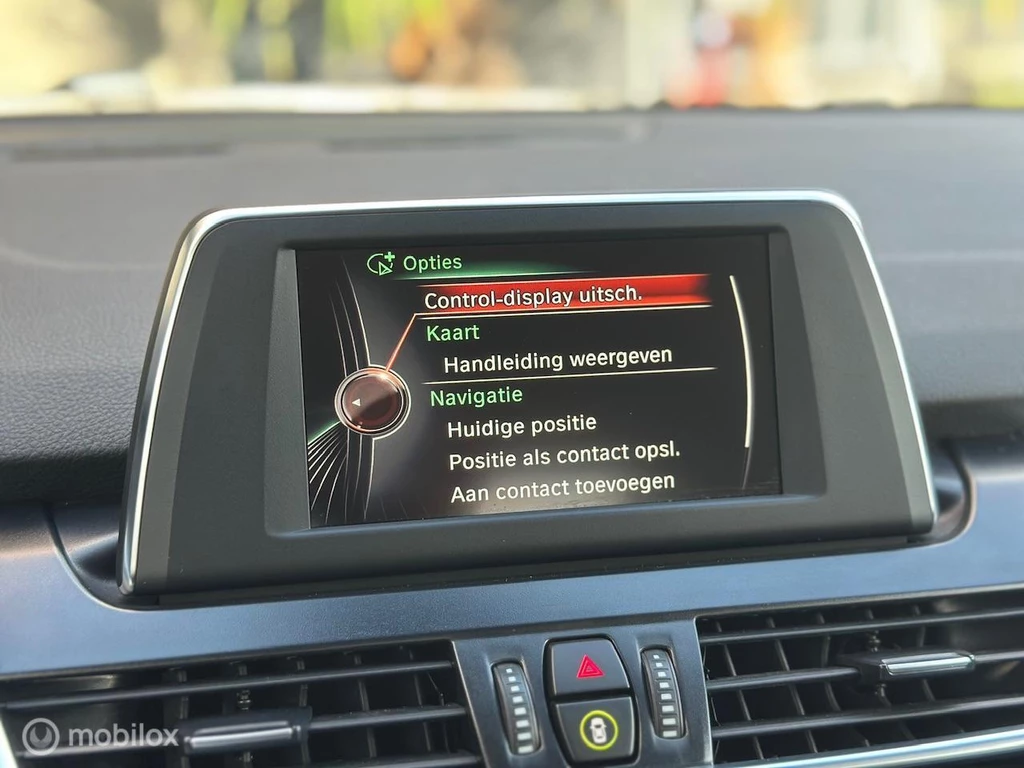 Opties
Control-display uitsch.
Kaart
Handleiding weergeven
Navigatie
Huidige positie
Positie als contact opsl.
Aan contact toevoegen
mobilox